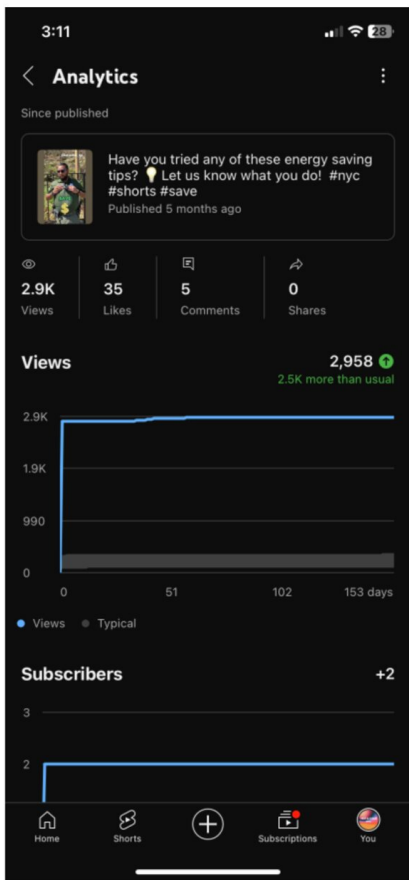 3:11
28
Analytics
Since published
Have you tried any of these energy saving
tips? 💡 Let us know what you do! #nyc
#shorts #save
Published 5 months ago
2.9K 35 5 0
Views Likes Comments Shares
Views 2,958
2.5K more than usual
2.9K
1.9K
990
0
0 51 102 153 days
Views Typical
Subscribers +2
3
2
Home Shorts Subscriptions You